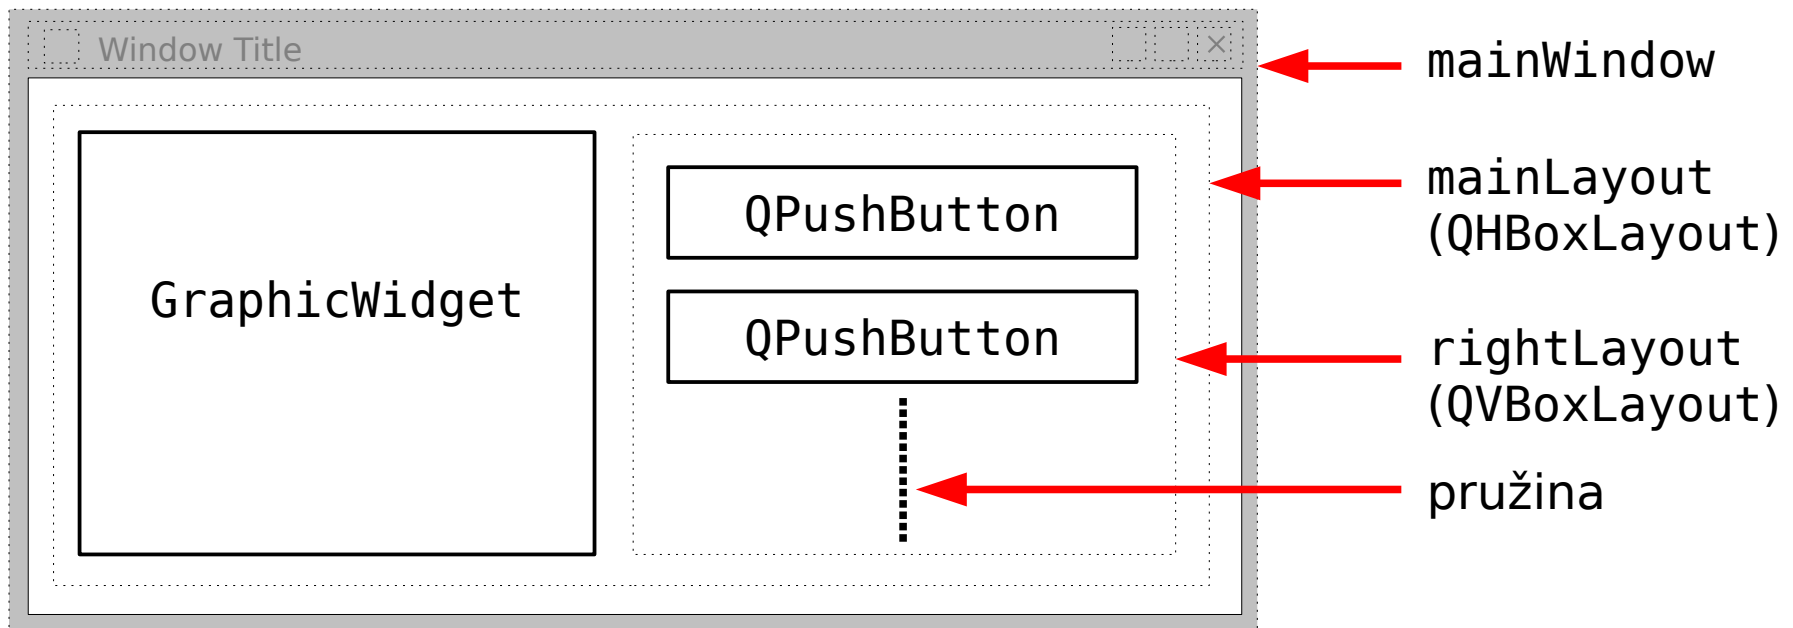 Window Title
mainWindow
mainLayout
(QHBoxLayout)
GraphicWidget
QPushButton
QPushButton
rightLayout
(QVBoxLayout)
pružina